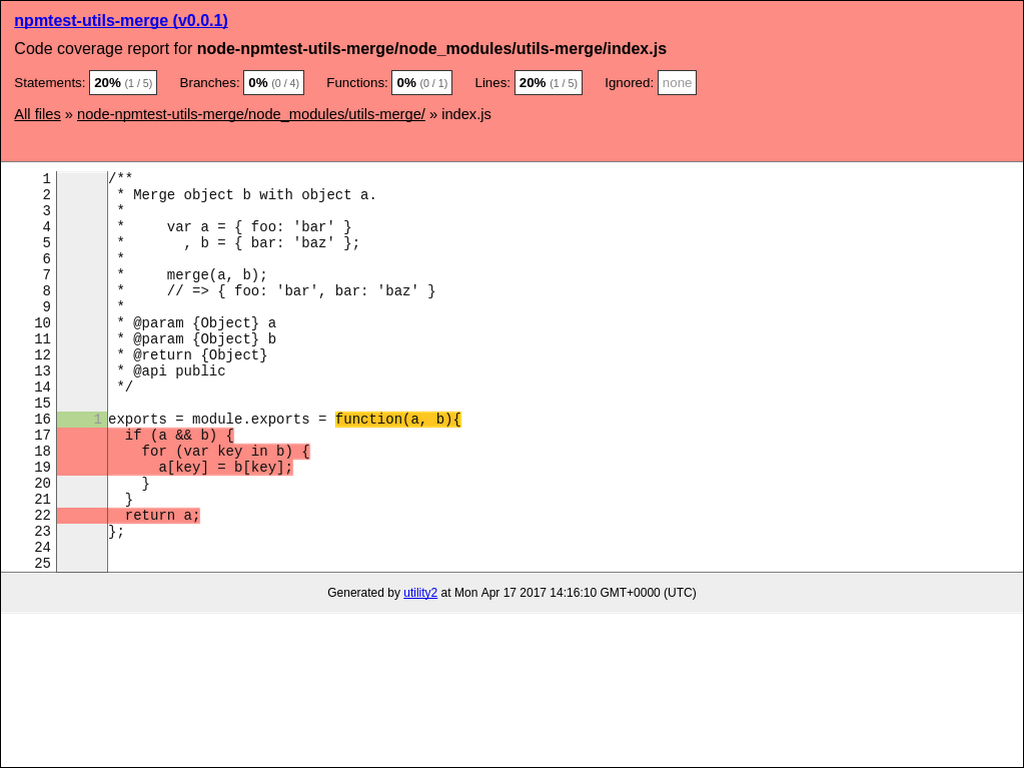 npmtest-utils-merge (v0.0.1)
Code coverage report for node-npmtest-utils-merge/node_modules/utils-merge/index.js
Statements: 20% (1 / 5) Branches: 0% (0 / 4) Functions: 0% (0 / 1) Lines: 20% (1 / 5) Ignored: none
All files » node-npmtest-utils-merge/node_modules/utils-merge/ » index.js
1 /**
2  * Merge object b with object a.
3  *
4  *     var a = { foo: 'bar' }
5  *       , b = { bar: 'baz' };
6  *
7  *     merge(a, b);
8  *     // => { foo: 'bar', bar: 'baz' }
9  *
10  * @param {Object} a
11  * @param {Object} b
12  * @return {Object}
13  * @api public
14  */
15
16 1 exports = module.exports = function(a, b){
17   if (a && b) {
18     for (var key in b) {
19       a[key] = b[key];
20     }
21   }
22   return a;
23 };
24
25
Generated by utility2 at Mon Apr 17 2017 14:16:10 GMT+0000 (UTC)